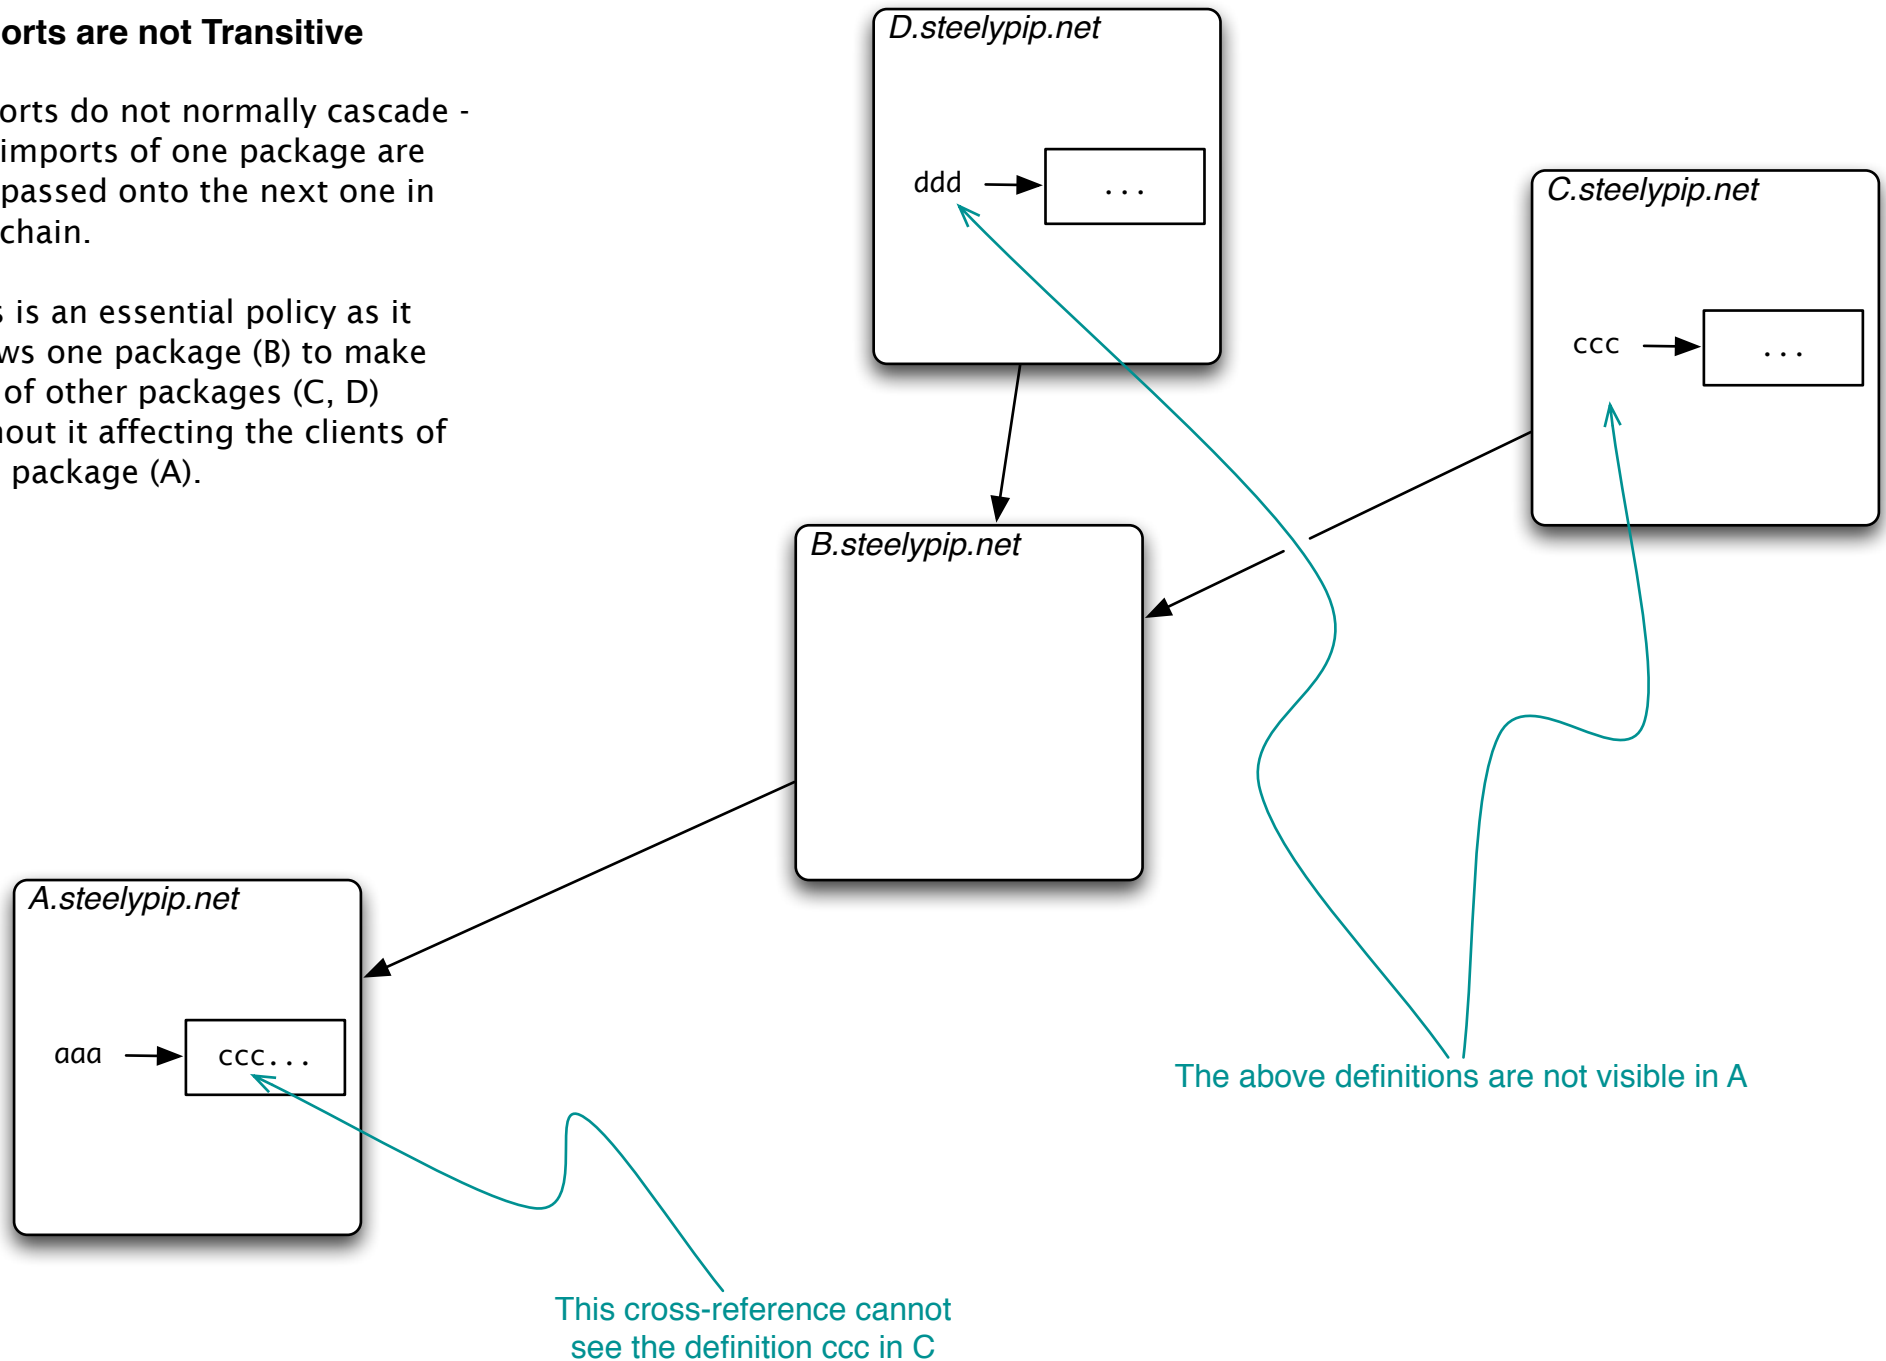 orts are not Transitive
orts do not normally cascade -
imports of one package are
passed onto the next one in
chain.
s is an essential policy as it
ws one package (B) to make
of other packages (C, D)
hout it affecting the clients of
package (A).
D.steelypip.net
ddd
...
C.steelypip.net
ccc
...
B.steelypip.net
A.steelypip.net
aaa
ccc...
The above definitions are not visible in A
This cross-reference cannot
see the definition ccc in C